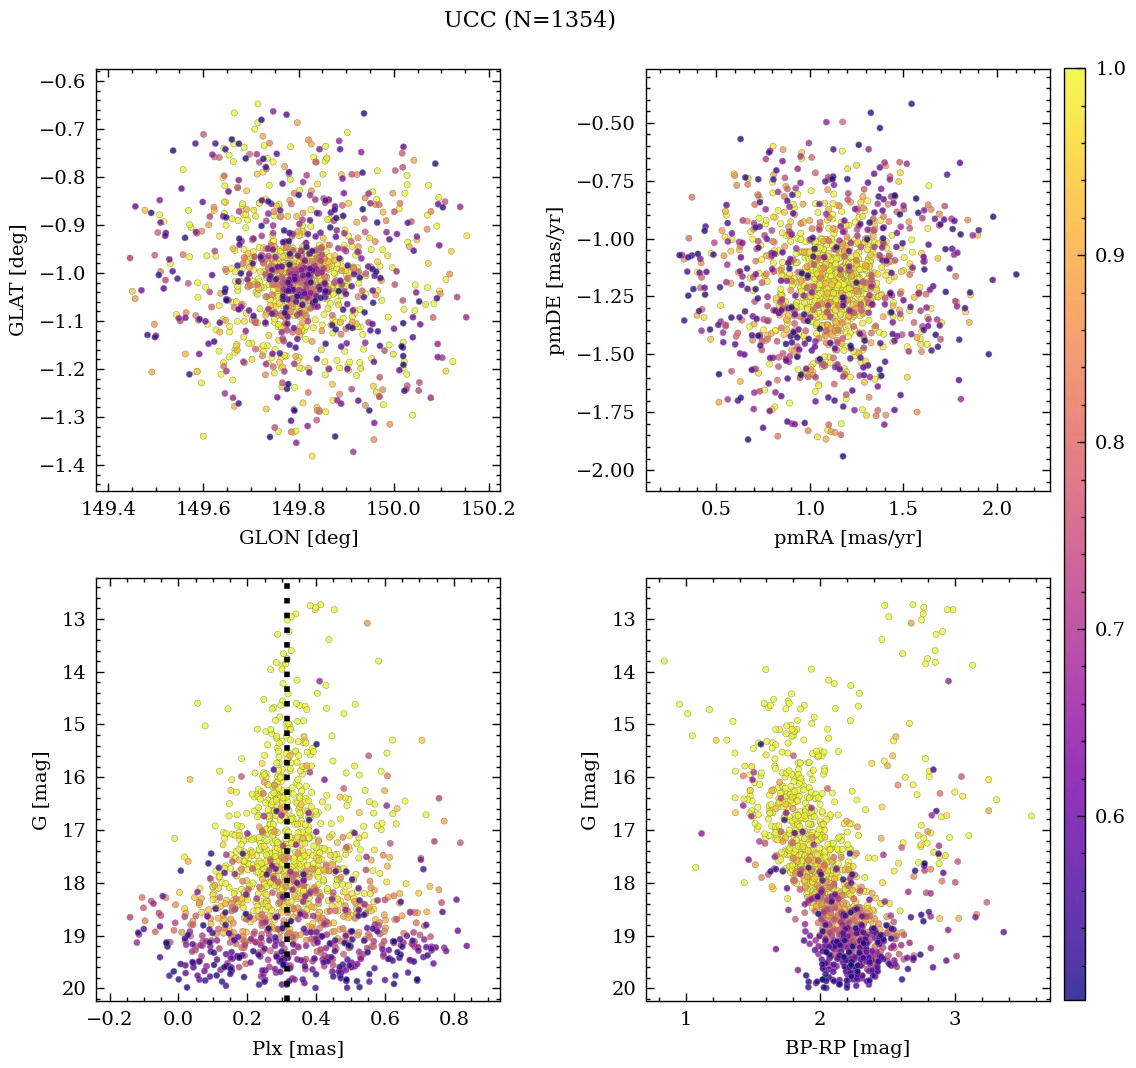 UCC (N=1354)
−0.6
−0.7
−0.8
−0.9
−1.0
−1.1
−1.2
−1.3
−1.4
GLAT [deg]
149.4 149.6 149.8 150.0 150.2
GLON [deg]
−0.50
−0.75
−1.00
−1.25
−1.50
−1.75
−2.00
pmDE [mas/yr]
0.5 1.0 1.5 2.0
pmRA [mas/yr]
1.0
0.9
0.8
0.7
0.6
13
14
15
16
17
18
19
20
G [mag]
−0.2 0.0 0.2 0.4 0.6 0.8
Plx [mas]
13
14
15
16
17
18
19
20
G [mag]
1 2 3
BP-RP [mag]